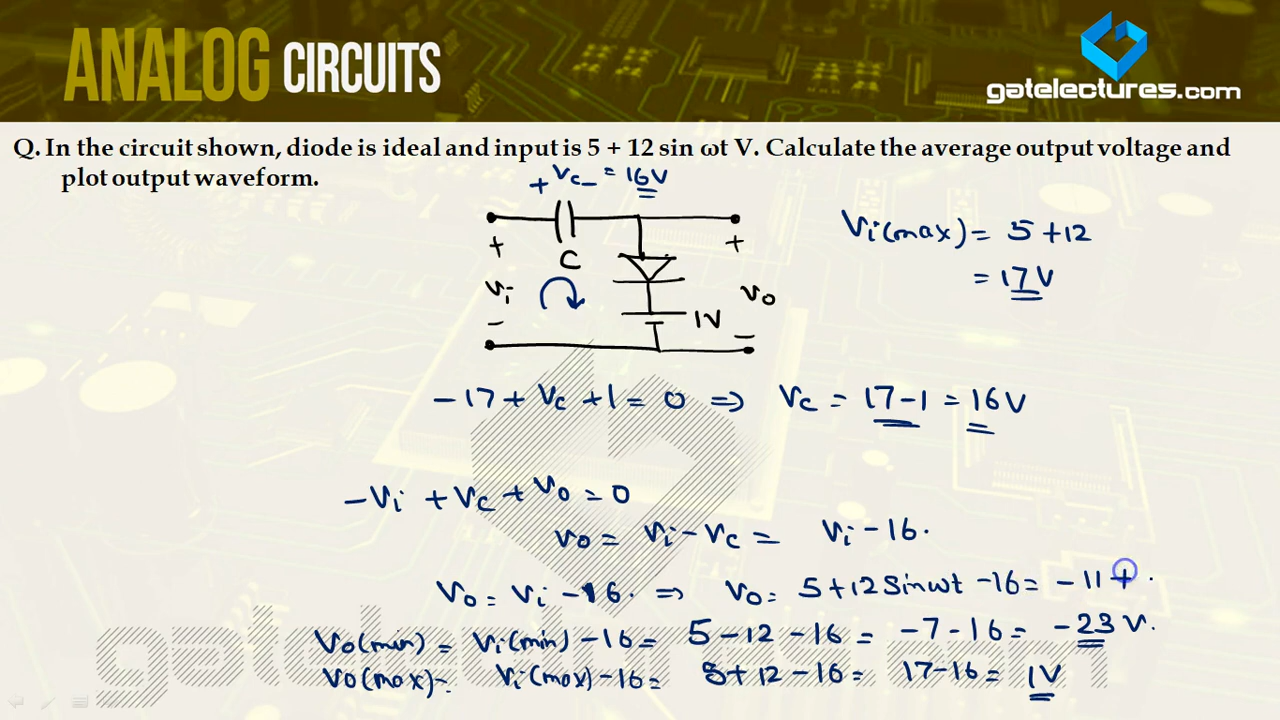 ANALOG CIRCUITS
gatelectures.com
Q. In the circuit shown, diode is ideal and input is 5 + 12 sin ωt V. Calculate the average output voltage and
plot output waveform.
+ Vc - = 16V
Vi(max) = 5 + 12
= 17V
+ C +
Vi Vo
1V
- -
-17 + Vc + 1 = 0 ⇒ Vc = 17-1 = 16V
-Vi + Vc + Vo = 0
Vo = Vi - Vc = Vi - 16.
Vo = Vi - 16. ⇒ Vo = 5+12 Sinωt -16 = -11 + .
Vo(min) = Vi(min) - 16 = 5 - 12 - 16 = -7 - 16 = -23 V.
Vo(max) = Vi(max) - 16 = 5 + 12 - 16 = 17 - 16 = 1V
gatelectures.com